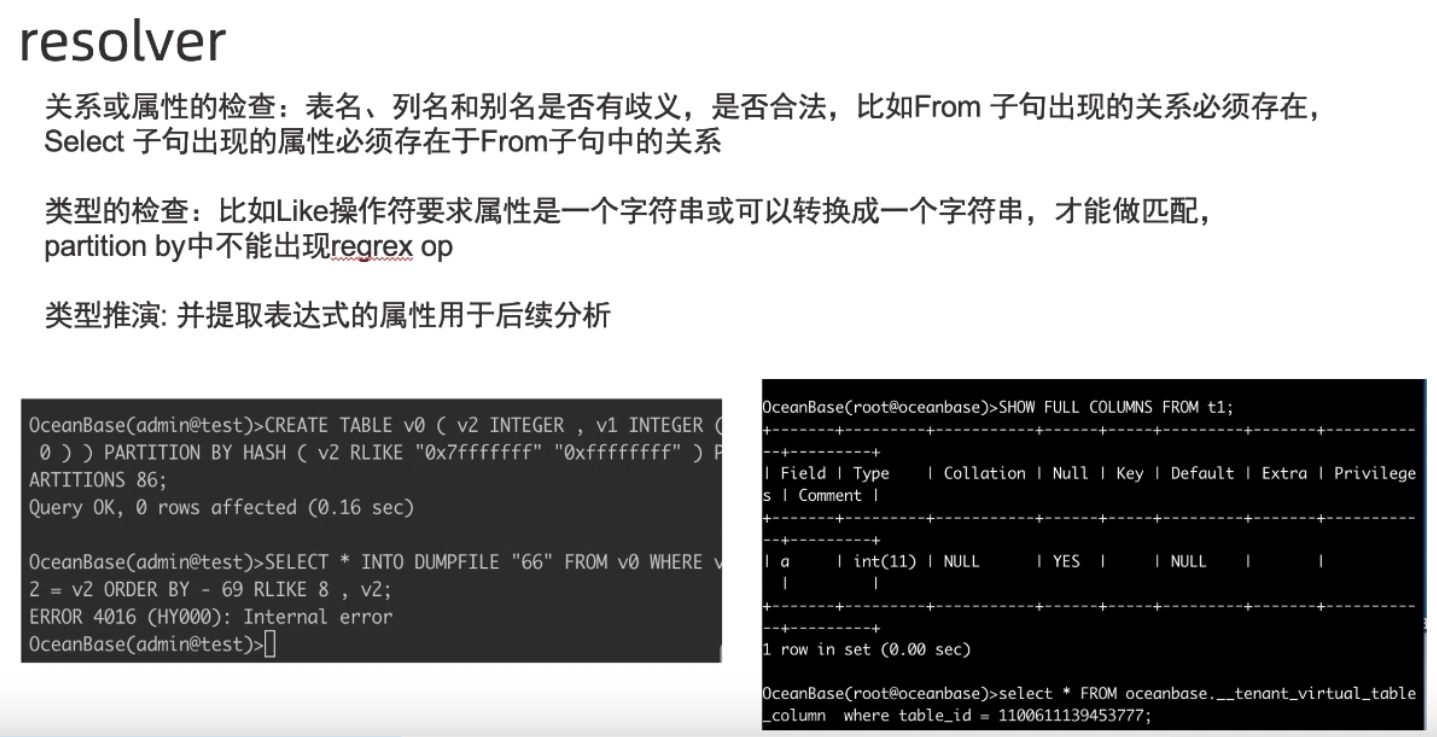 resolver
关系或属性的检查：表名、列名和别名是否有歧义，是否合法，比如From 子句出现的关系必须存在，
Select 子句出现的属性必须存在于From子句中的关系
类型的检查：比如Like操作符要求属性是一个字符串或可以转换成一个字符串，才能做匹配，
partition by中不能出现regrex op
类型推演: 并提取表达式的属性用于后续分析
OceanBase(admin@test)>CREATE TABLE v0 ( v2 INTEGER , v1 INTEGER (
0 ) ) PARTITION BY HASH ( v2 RLIKE "0x7fffffff" "0xffffffff" ) P
ARTITIONS 86;
Query OK, 0 rows affected (0.16 sec)
OceanBase(admin@test)>SELECT * INTO DUMPFILE "66" FROM v0 WHERE v
2 = v2 ORDER BY - 69 RLIKE 8 , v2;
ERROR 4016 (HY000): Internal error
OceanBase(admin@test)>
OceanBase(root@oceanbase)>SHOW FULL COLUMNS FROM t1;
+-------+---------+-----------+------+-----+---------+-------+----------
--+---------+
| Field | Type    | Collation | Null | Key | Default | Extra | Privilege
s | Comment |
+-------+---------+-----------+------+-----+---------+-------+----------
--+---------+
| a     | int(11) | NULL      | YES  |     | NULL    |       |
  |         |
+-------+---------+-----------+------+-----+---------+-------+----------
--+---------+
1 row in set (0.00 sec)
OceanBase(root@oceanbase)>select * FROM oceanbase.__tenant_virtual_table
_column  where table_id = 1100611139453777;